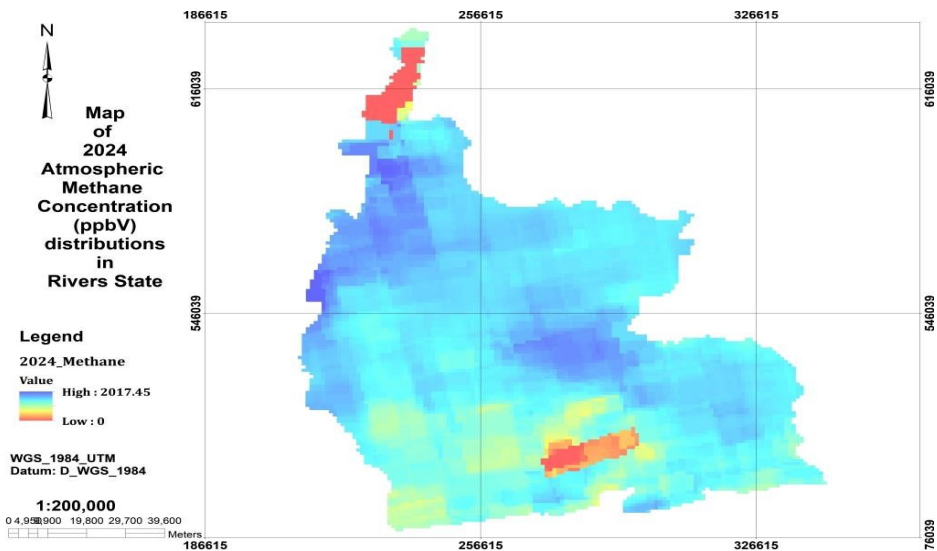 186615 256615 326615
N
Map
of
2024
Atmospheric
Methane
Concentration
(ppbV)
distributions
in
Rivers State
616039 616039
546039 546039
Legend
2024_Methane
Value
High : 2017.45
Low : 0
WGS_1984_UTM
Datum: D_WGS_1984
1:200,000
0 19,800 29,700 39,600
Meters
76039
186615 256615 326615